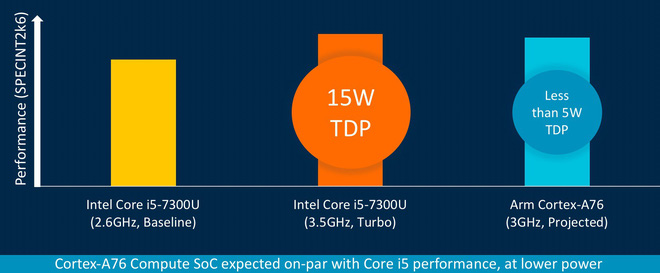 Performance (SPECINT2k6)
15W
TDP
Less
than 5W
TDP
Intel Core i5-7300U
(2.6GHz, Baseline)
Intel Core i5-7300U
(3.5GHz, Turbo)
Arm Cortex-A76
(3GHz, Projected)
Cortex-A76 Compute SoC expected on-par with Core i5 performance, at lower power